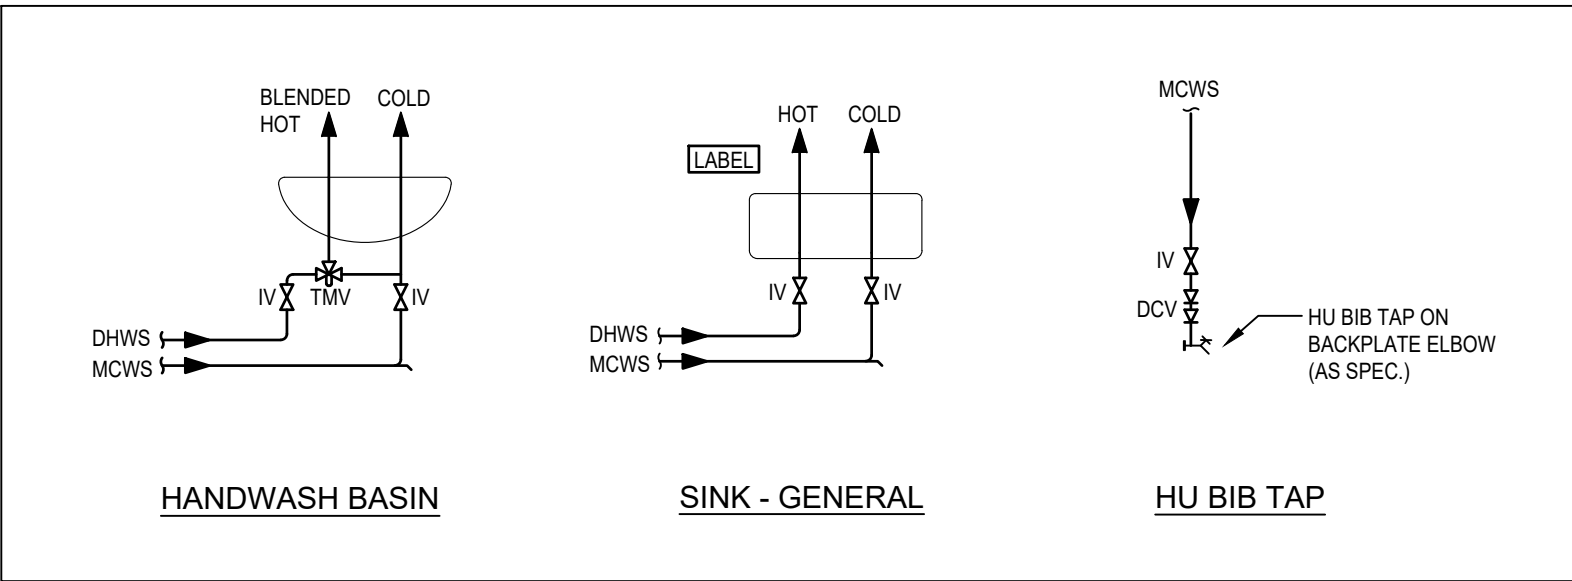 BLENDED
HOT
COLD
IV
TMV
IV
DHWS
MCWS
HANDWASH BASIN
HOT
COLD
LABEL
IV
IV
DHWS
MCWS
SINK - GENERAL
MCWS
IV
DCV
HU BIB TAP ON
BACKPLATE ELBOW
(AS SPEC.)
HU BIB TAP